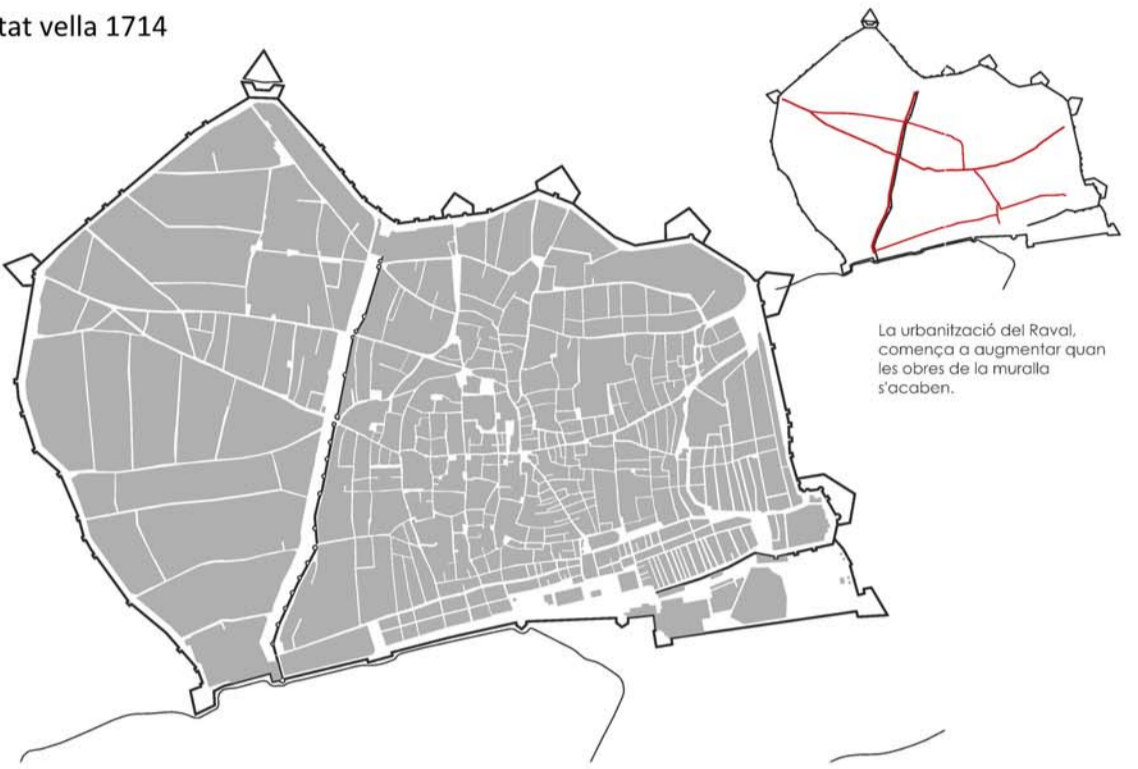 tat vella 1714
La urbanització del Raval,
comença a augmentar quan
les obres de la muralla
s'acaben.